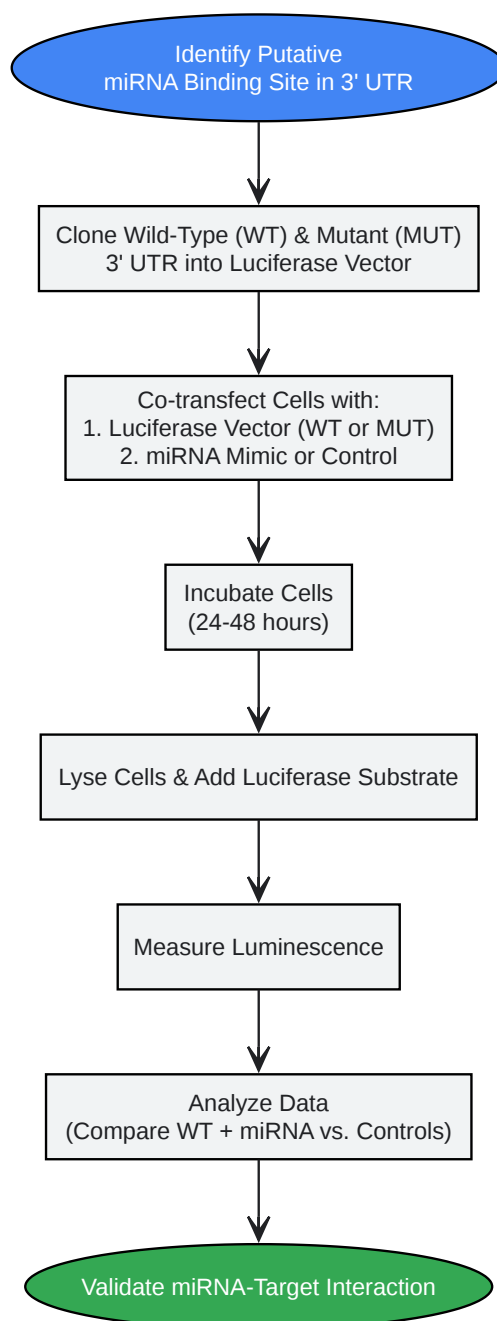 Identify Putative
miRNA Binding Site in 3' UTR
Clone Wild-Type (WT) & Mutant (MUT)
3' UTR into Luciferase Vector
Co-transfect Cells with:
1. Luciferase Vector (WT or MUT)
2. miRNA Mimic or Control
Incubate Cells
(24-48 hours)
Lyse Cells & Add Luciferase Substrate
Measure Luminescence
Analyze Data
(Compare WT + miRNA vs. Controls)
Validate miRNA-Target Interaction